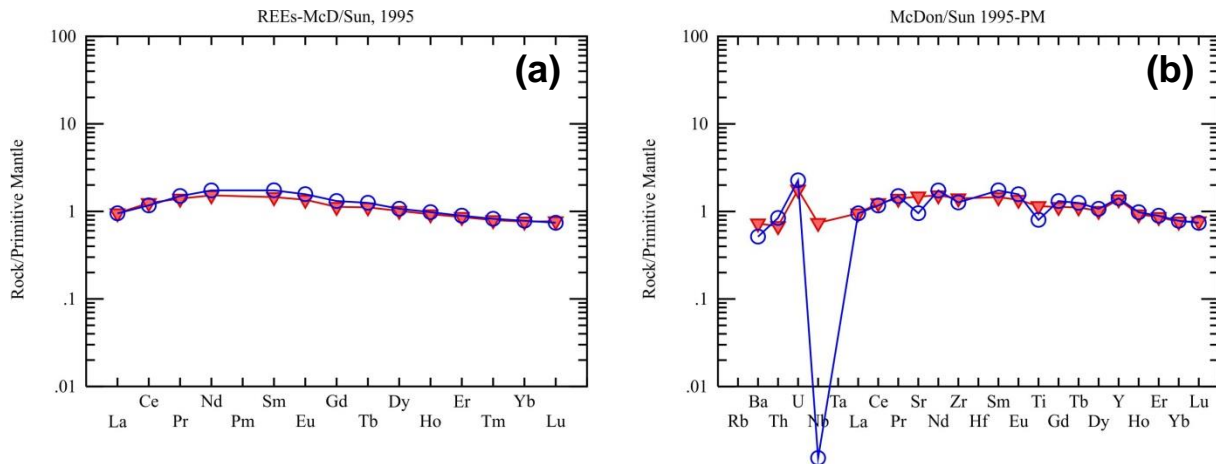 REEs-McD/Sun, 1995
(a)
Rock/Primitive Mantle
100
10
1
.1
.01
Ce Nd Sm Gd Dy Er Yb
La Pr Pm Eu Tb Ho Tm Lu
McDon/Sun 1995-PM
(b)
Rock/Primitive Mantle
100
10
1
.1
.01
Ba U Ta Ce Sr Zr Sm Ti Tb Y Er Lu
Rb Th Nb La Pr Nd Hf Eu Gd Dy Ho Yb